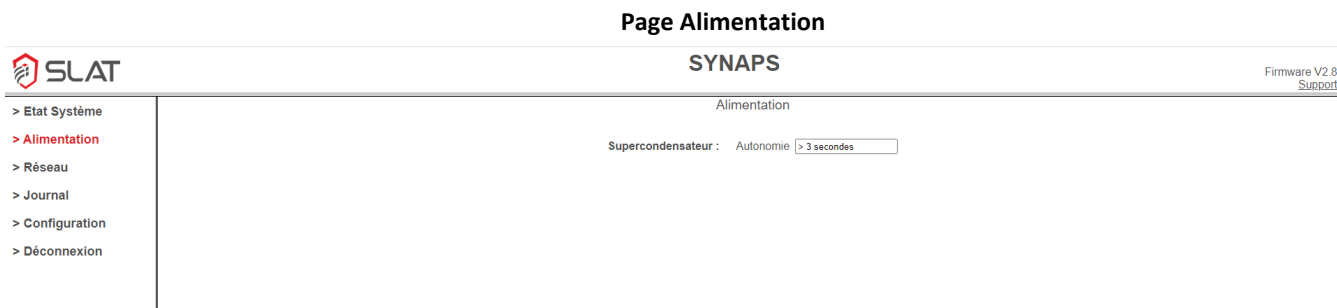 Page Alimentation
SLAT
SYNAPS
Firmware V2.8
Support
> Etat Système
> Alimentation
> Réseau
> Journal
> Configuration
> Déconnexion
Alimentation
Supercondensateur : Autonomie > 3 secondes